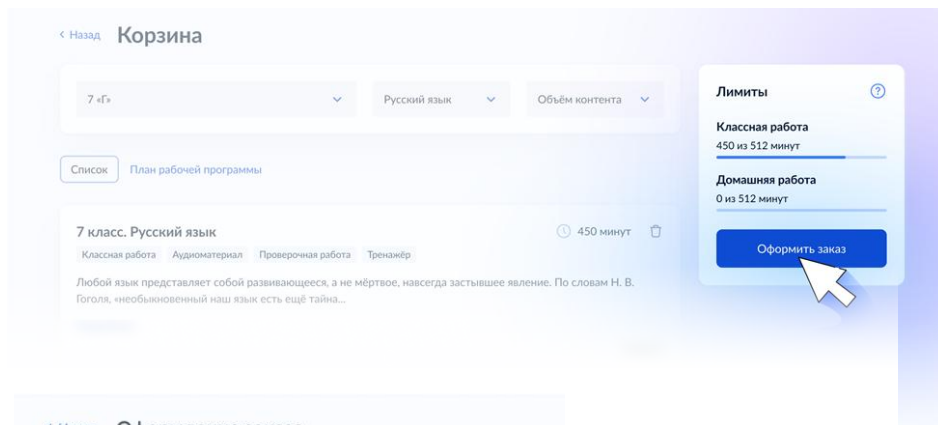 Назад Корзина
7 «Г» Русский язык Объём контента
Список План рабочей программы
7 класс. Русский язык 450 минут
Классная работа Аудиоматериал Проверочная работа Тренажёр
Любой язык представляет собой развивающееся, а не мёртвое, навсегда застывшее явление. По словам Н. В.
Гоголя, «необыкновенный наш язык есть ещё тайна...
Лимиты ?
Классная работа
450 из 512 минут
Домашняя работа
0 из 512 минут
Оформить заказ